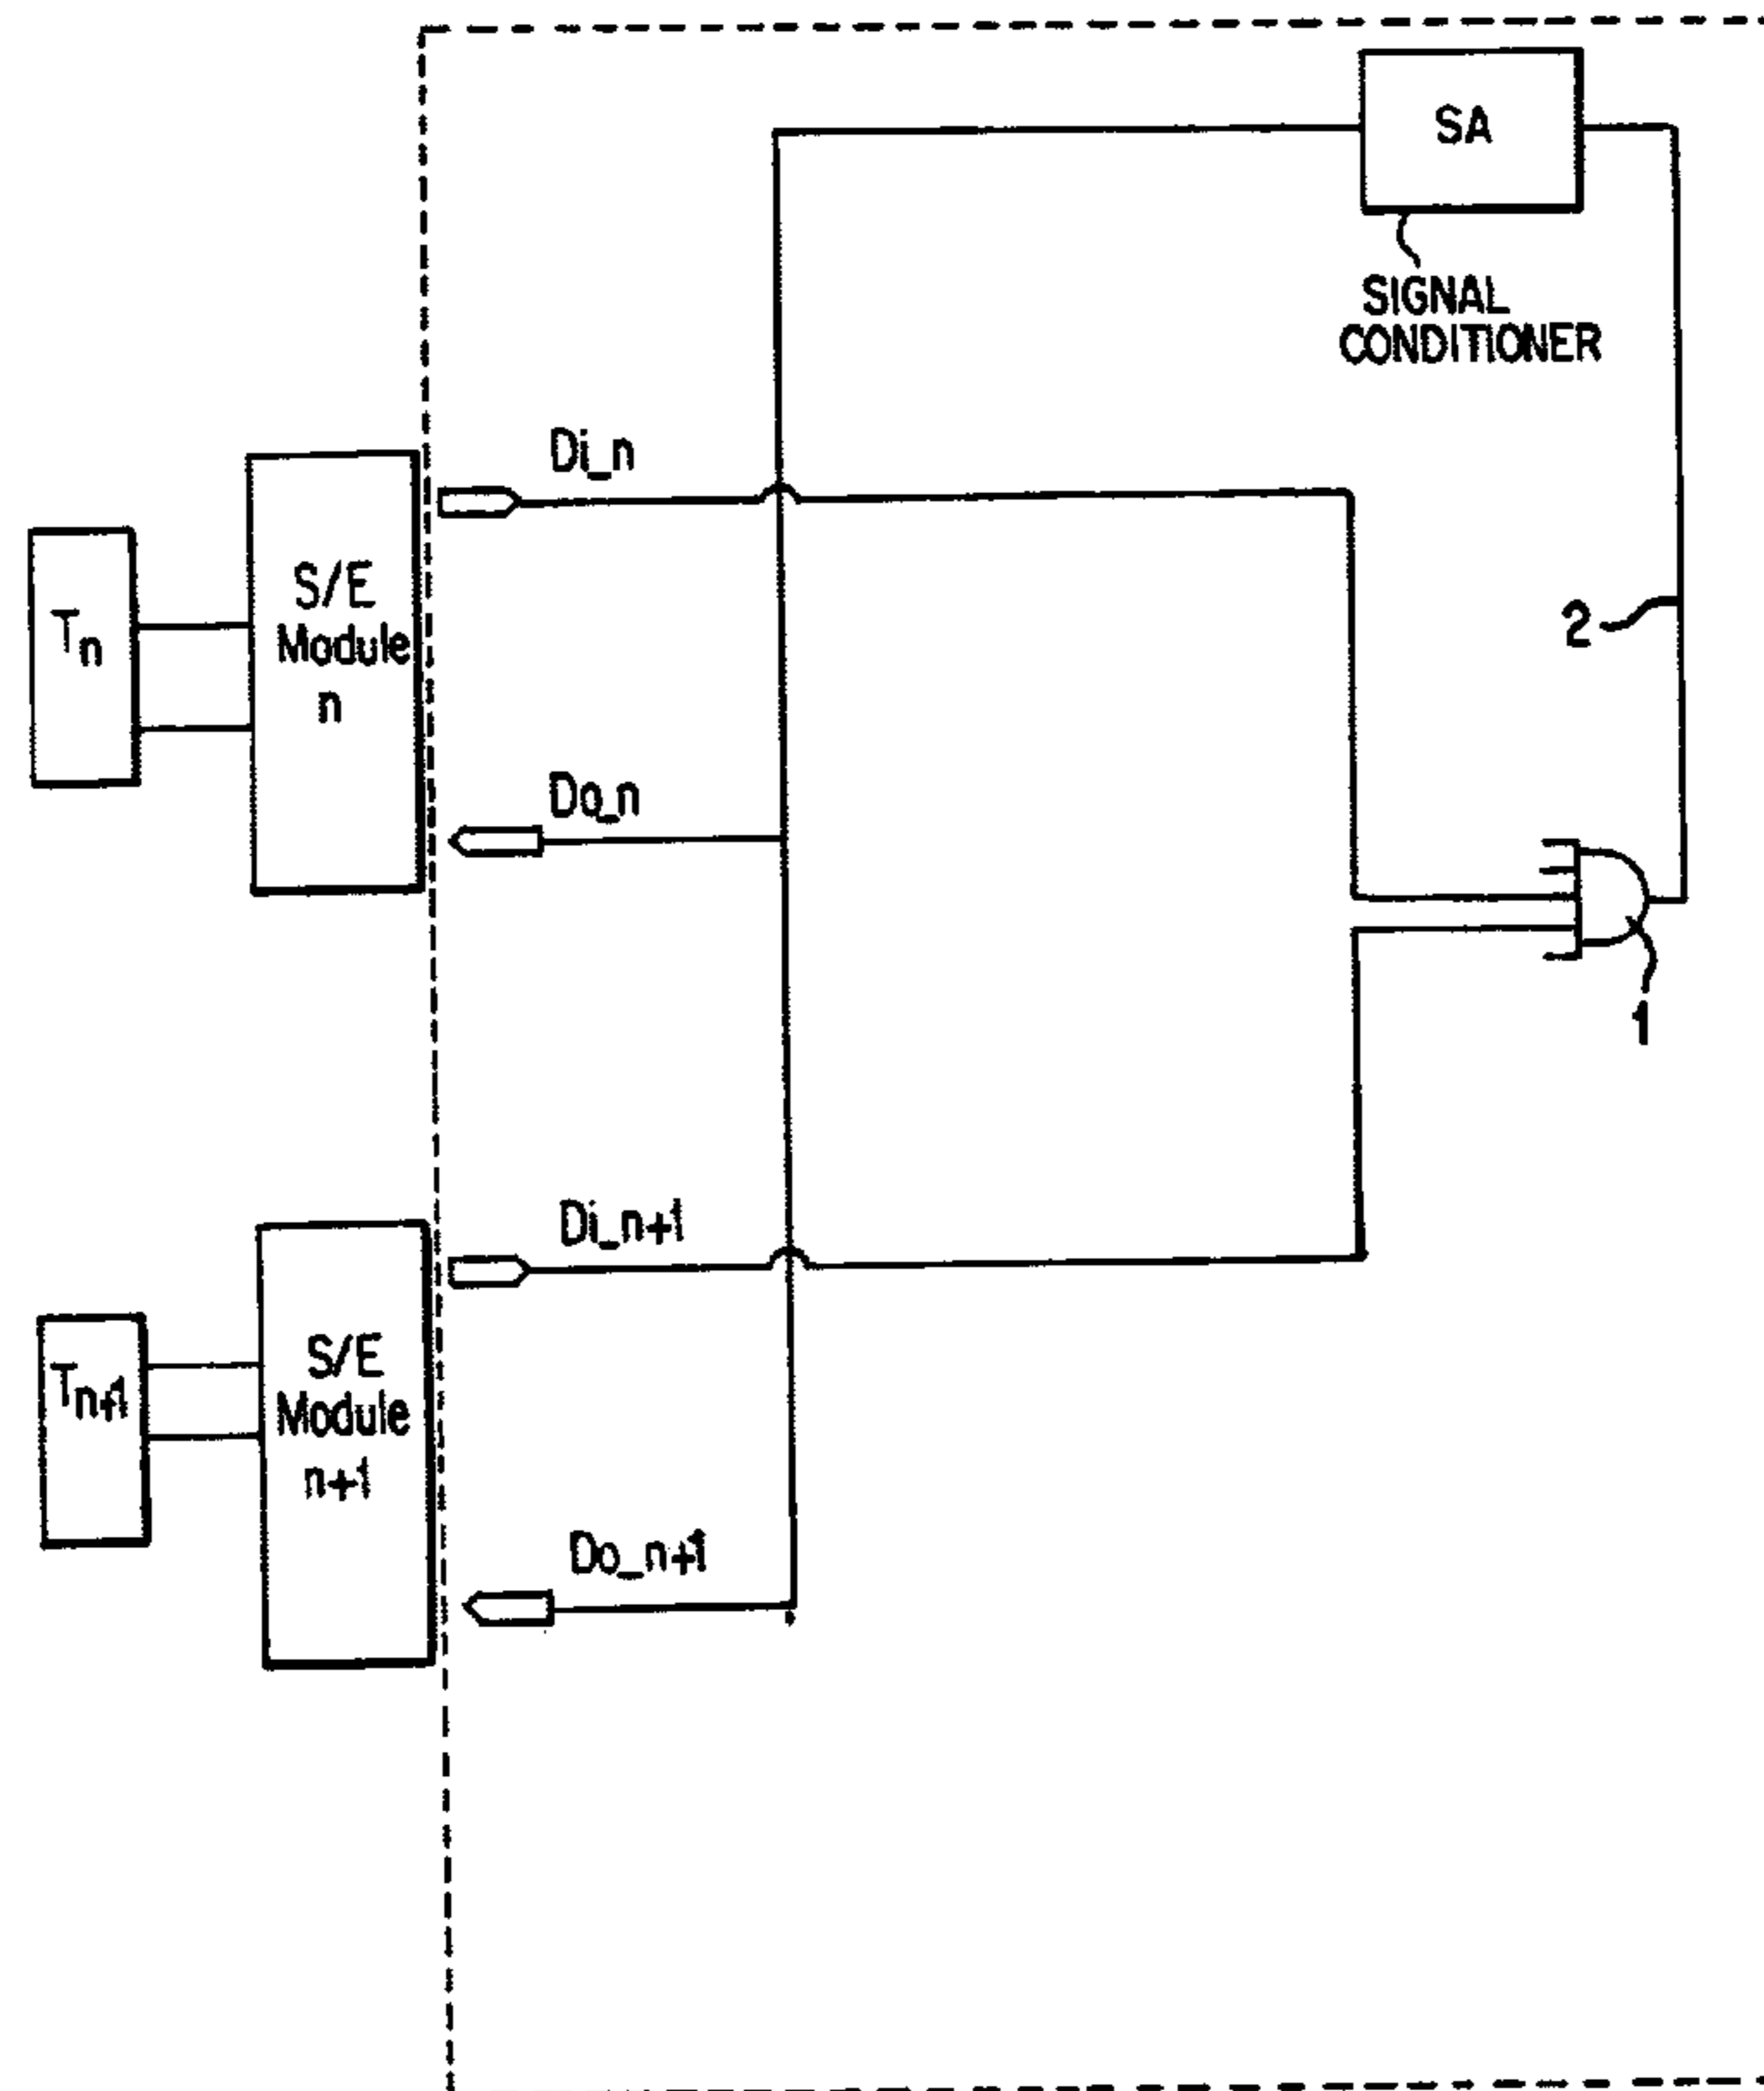 SA
SIGNAL
CONDITIONER
Di_n
S/E
Module
n
Tn
2
Do_n
1
Di_n+1
S/E
Module
n+1
Tn+1
Do_n+1